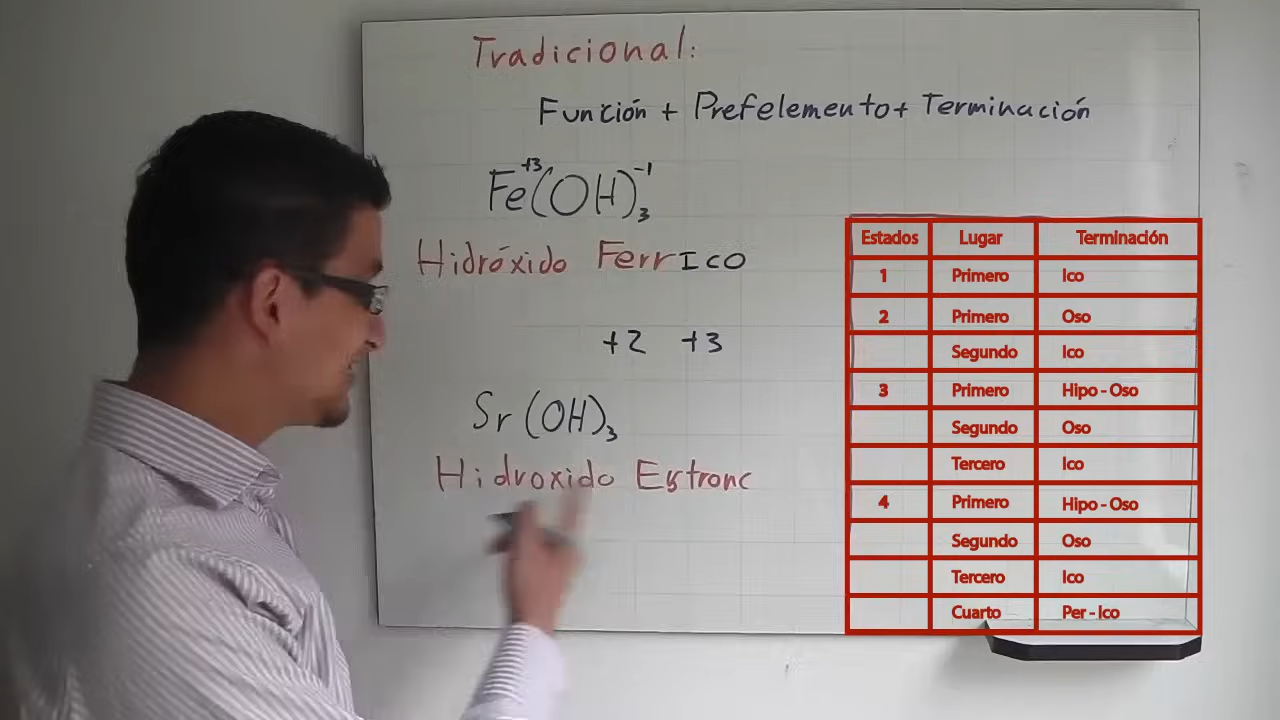 Tradicional:
Función + Prefelemento + Terminación
Fe⁺³(OH)₃⁻¹
Hidróxido FerrIco
+2 +3
Sr(OH)₃
Hidroxido Estronc
Estados Lugar Terminación
1 Primero Ico
2 Primero Oso
Segundo Ico
3 Primero Hipo - Oso
Segundo Oso
Tercero Ico
4 Primero Hipo - Oso
Segundo Oso
Tercero Ico
Cuarto Per - Ico